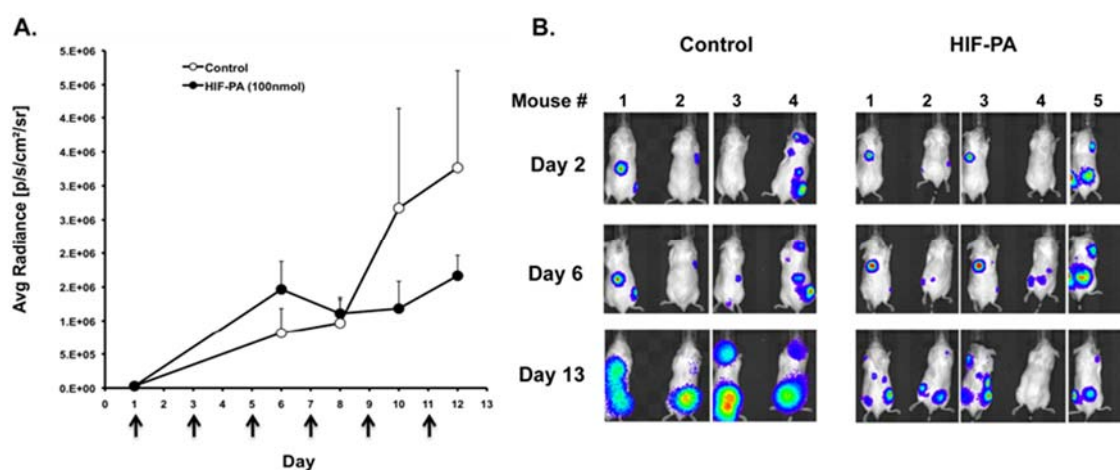 A.
5.E+06
5.E+06
4.E+06
4.E+06
3.E+06
3.E+06
2.E+06
2.E+06
1.E+06
5.E+05
0.E+00
Avg Radiance [p/s/cm²/sr]
Control
HIF-PA (100nmol)
0 1 2 3 4 5 6 7 8 9 10 11 12 13
Day
B.
Control HIF-PA
Mouse # 1 2 3 4 1 2 3 4 5
Day 2
Day 6
Day 13